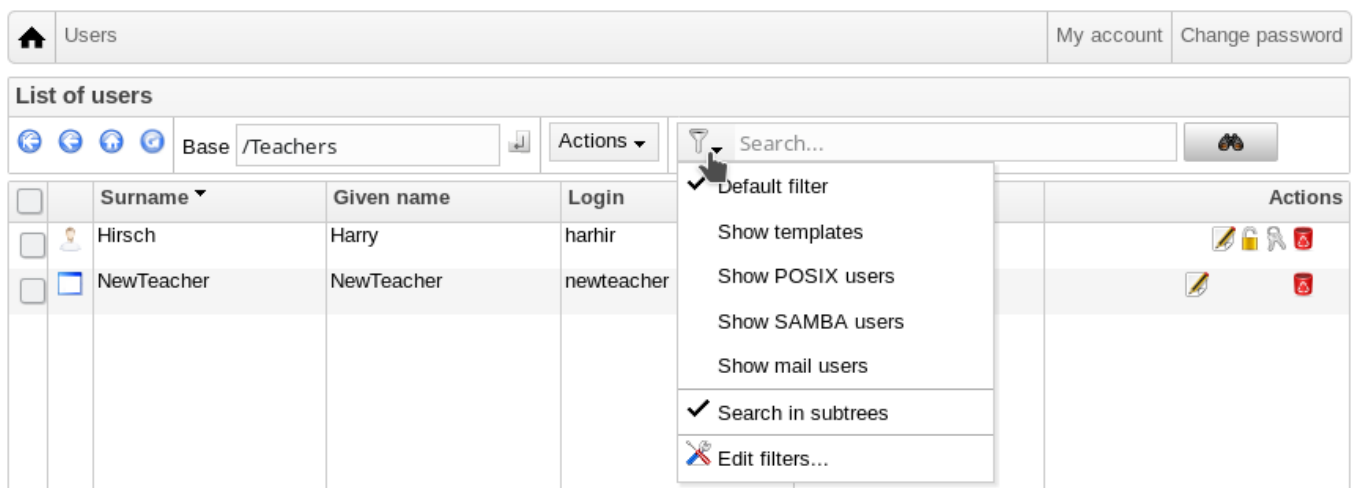 Users My account Change password
List of users
Base /Teachers Actions Search...
Default filter
Show templates
Show POSIX users
Show SAMBA users
Show mail users
Search in subtrees
Edit filters...
Surname Given name Login Actions
Hirsch Harry harhir
NewTeacher NewTeacher newteacher